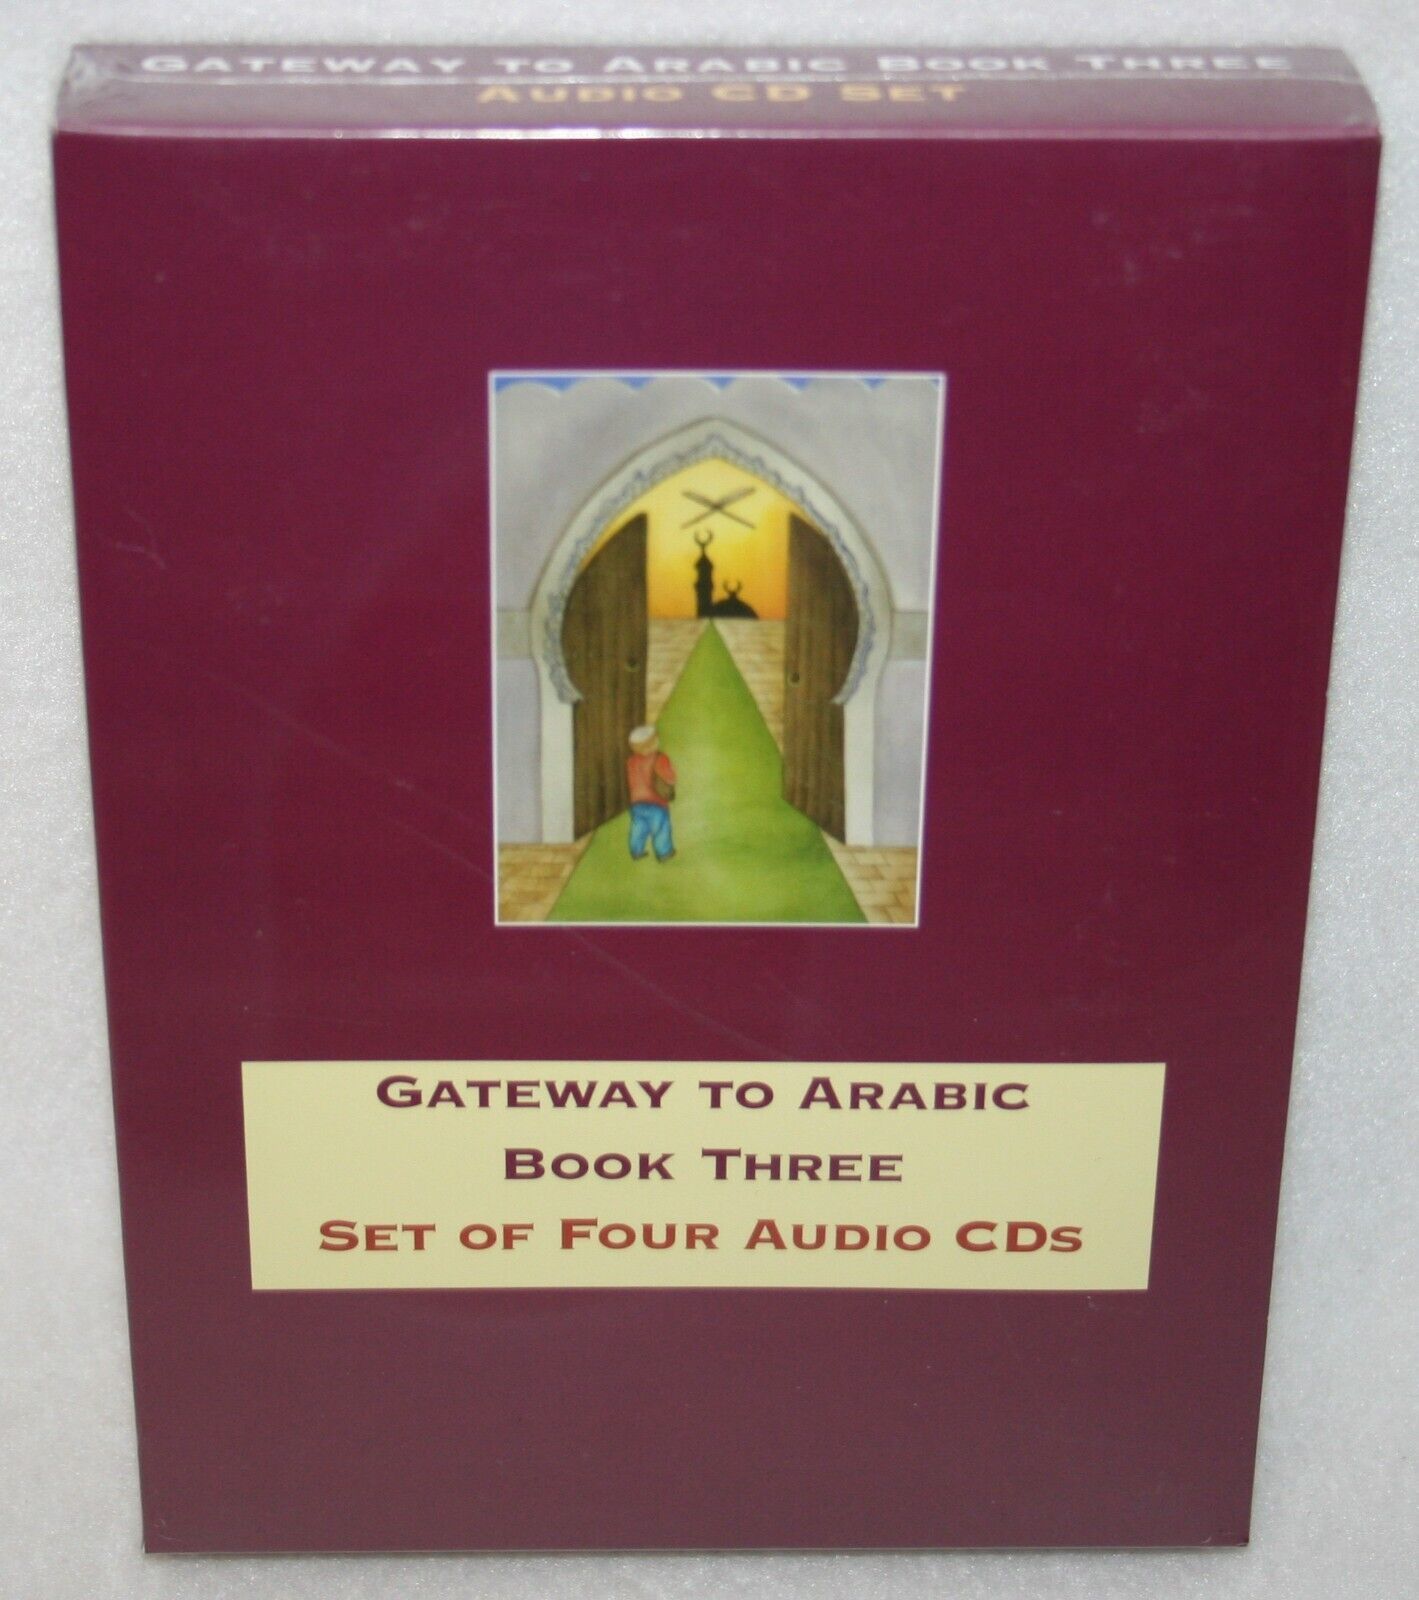 GATEWAY TO ARABIC BOOK THREE
AUDIO CD SET
GATEWAY TO ARABIC
BOOK THREE
SET OF FOUR AUDIO CDS